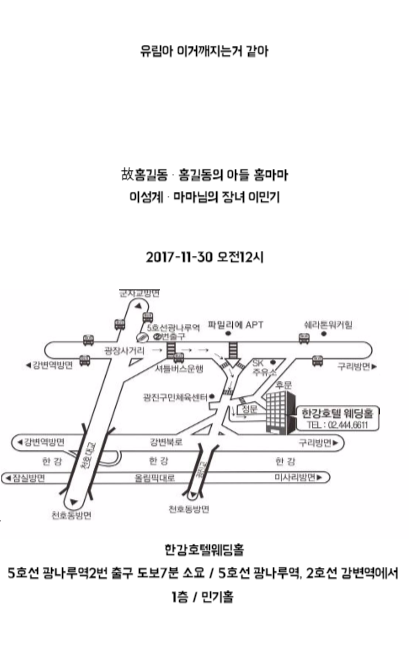 유림아 이거깨지는거 같아
故홍길동 · 홍길동의 아들 홍마마
이성계 · 마마님의 장녀 이민기
2017-11-30 오전12시
군자교방면
5호선광나루역
②번출구
파밀리에 APT
쉐라톤워커힐
광장사거리
셔틀버스운행
SK
주유소
◀강변역방면
구리방면▶
후문
광진구민체육센터
정문
한강호텔 웨딩홀
TEL : 02.444.6611
◀강변역방면
강변북로
구리방면▶
한 강
천호대교
한 강
한 강
◀잠실방면
올림픽대로
미사리방면▶
천호동방면
천호동방면
한강호텔웨딩홀
5호선 광나루역2번 출구 도보7분 소요 / 5호선 광나루역, 2호선 강변역에서
1층 / 민기홀